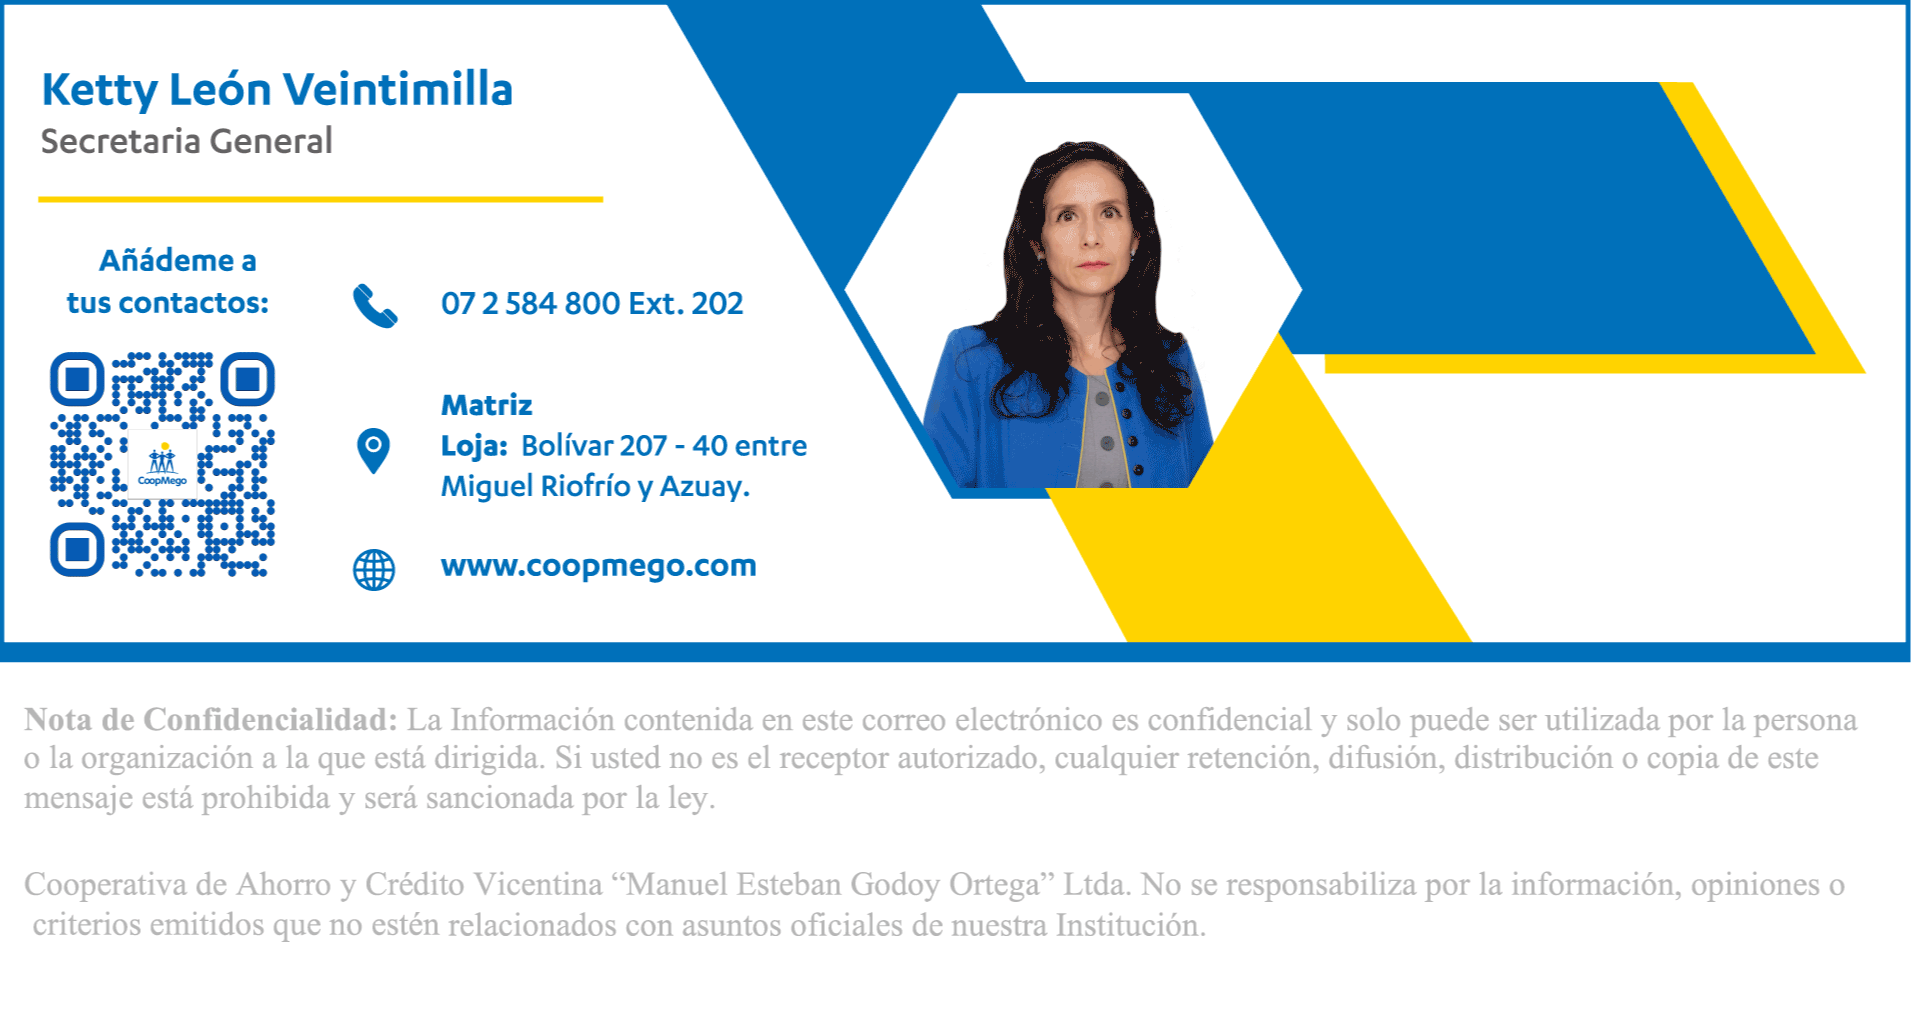 Ketty León Veintimilla
Secretaria General
Añádeme a
tus contactos:
CoopMego
07 2 584 800 Ext. 202
Matriz
Loja: Bolívar 207 - 40 entre
Miguel Riofrío y Azuay.
www.coopmego.com
Nota de Confidencialidad: La Información contenida en este correo electrónico es confidencial y solo puede ser utilizada por la persona
o la organización a la que está dirigida. Si usted no es el receptor autorizado, cualquier retención, difusión, distribución o copia de este
mensaje está prohibida y será sancionada por la ley.
Cooperativa de Ahorro y Crédito Vicentina “Manuel Esteban Godoy Ortega” Ltda. No se responsabiliza por la información, opiniones o
criterios emitidos que no estén relacionados con asuntos oficiales de nuestra Institución.